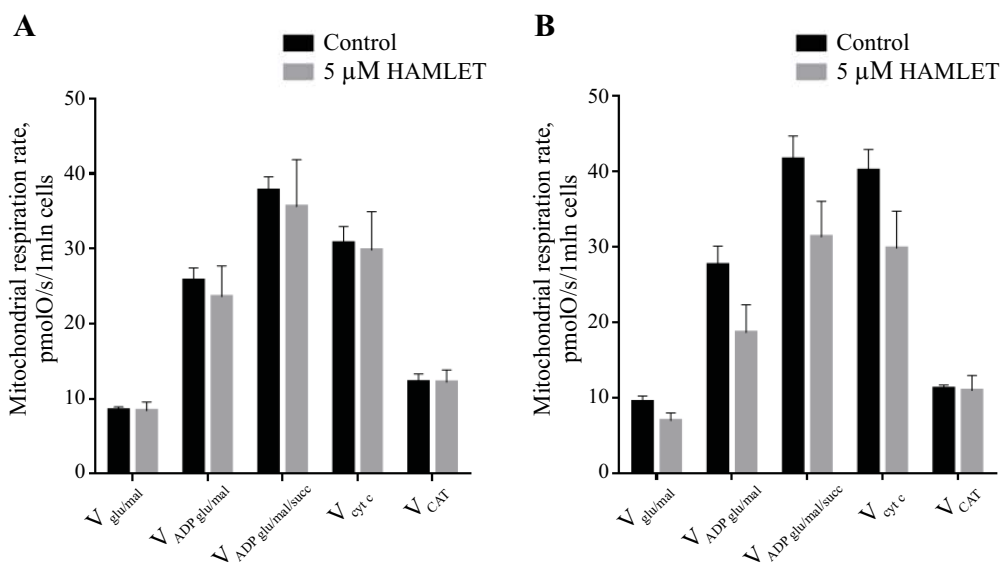 A
Control
5 μM HAMLET
Mitochondrial respiration rate,
pmolO/s/1mln cells
50
40
30
20
10
0
V glu/mal
V ADP glu/mal
V ADP glu/mal/succ
V cyt c
V CAT
B
Control
5 μM HAMLET
Mitochondrial respiration rate,
pmolO/s/1mln cells
50
40
30
20
10
0
V glu/mal
V ADP glu/mal
V ADP glu/mal/succ
V cyt c
V CAT